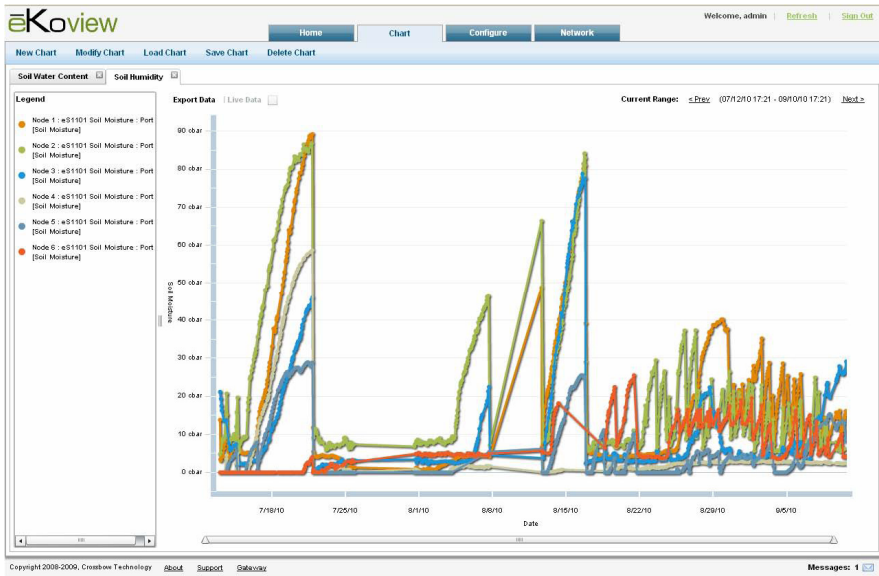 ēKoview
Welcome, admin | Refresh | Sign Out
Home Chart Configure Network
New Chart Modify Chart Load Chart Save Chart Delete Chart
Soil Water Content Soil Humidity
Legend
Export Data | Live Data
Current Range: < Prev (07/12/10 17:21 - 09/10/10 17:21) Next >
Node 1 : eS1101 Soil Moisture : Port
[Soil Moisture]
Node 2 : eS1101 Soil Moisture : Port
[Soil Moisture]
Node 3 : eS1101 Soil Moisture : Port
[Soil Moisture]
Node 4 : eS1101 Soil Moisture : Port
[Soil Moisture]
Node 5 : eS1101 Soil Moisture : Port
[Soil Moisture]
Node 6 : eS1101 Soil Moisture : Port
[Soil Moisture]
90 cbar
80 cbar
70 cbar
60 cbar
50 cbar
40 cbar
30 cbar
20 cbar
10 cbar
0 cbar
Soil Moisture
7/18/10 7/25/10 8/1/10 8/8/10 8/15/10 8/22/10 8/29/10 9/5/10
Date
Copyright 2008-2009, Crossbow Technology About Support Gateway
Messages: 1